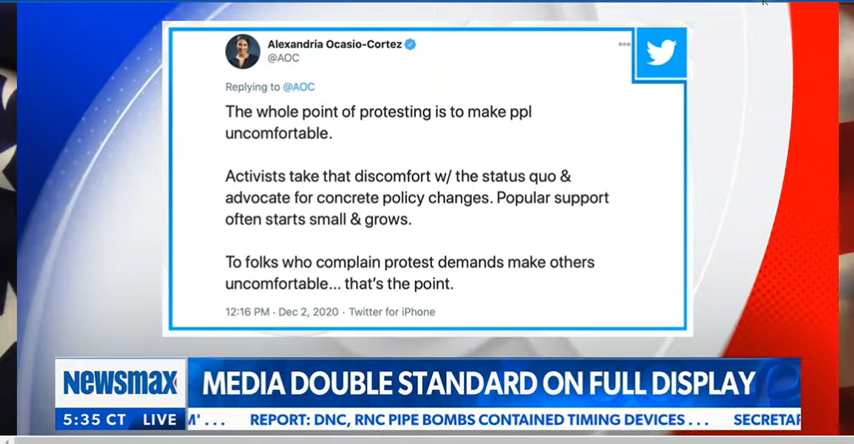 Alexandria Ocasio-Cortez
@AOC
Replying to @AOC
The whole point of protesting is to make ppl
uncomfortable.
Activists take that discomfort w/ the status quo &
advocate for concrete policy changes. Popular support
often starts small & grows.
To folks who complain protest demands make others
uncomfortable... that's the point.
12:16 PM · Dec 2, 2020 · Twitter for iPhone
NEWSMAX
MEDIA DOUBLE STANDARD ON FULL DISPLAY
5:35 CT LIVE M' . . . REPORT: DNC, RNC PIPE BOMBS CONTAINED TIMING DEVICES . . . SECRETAR